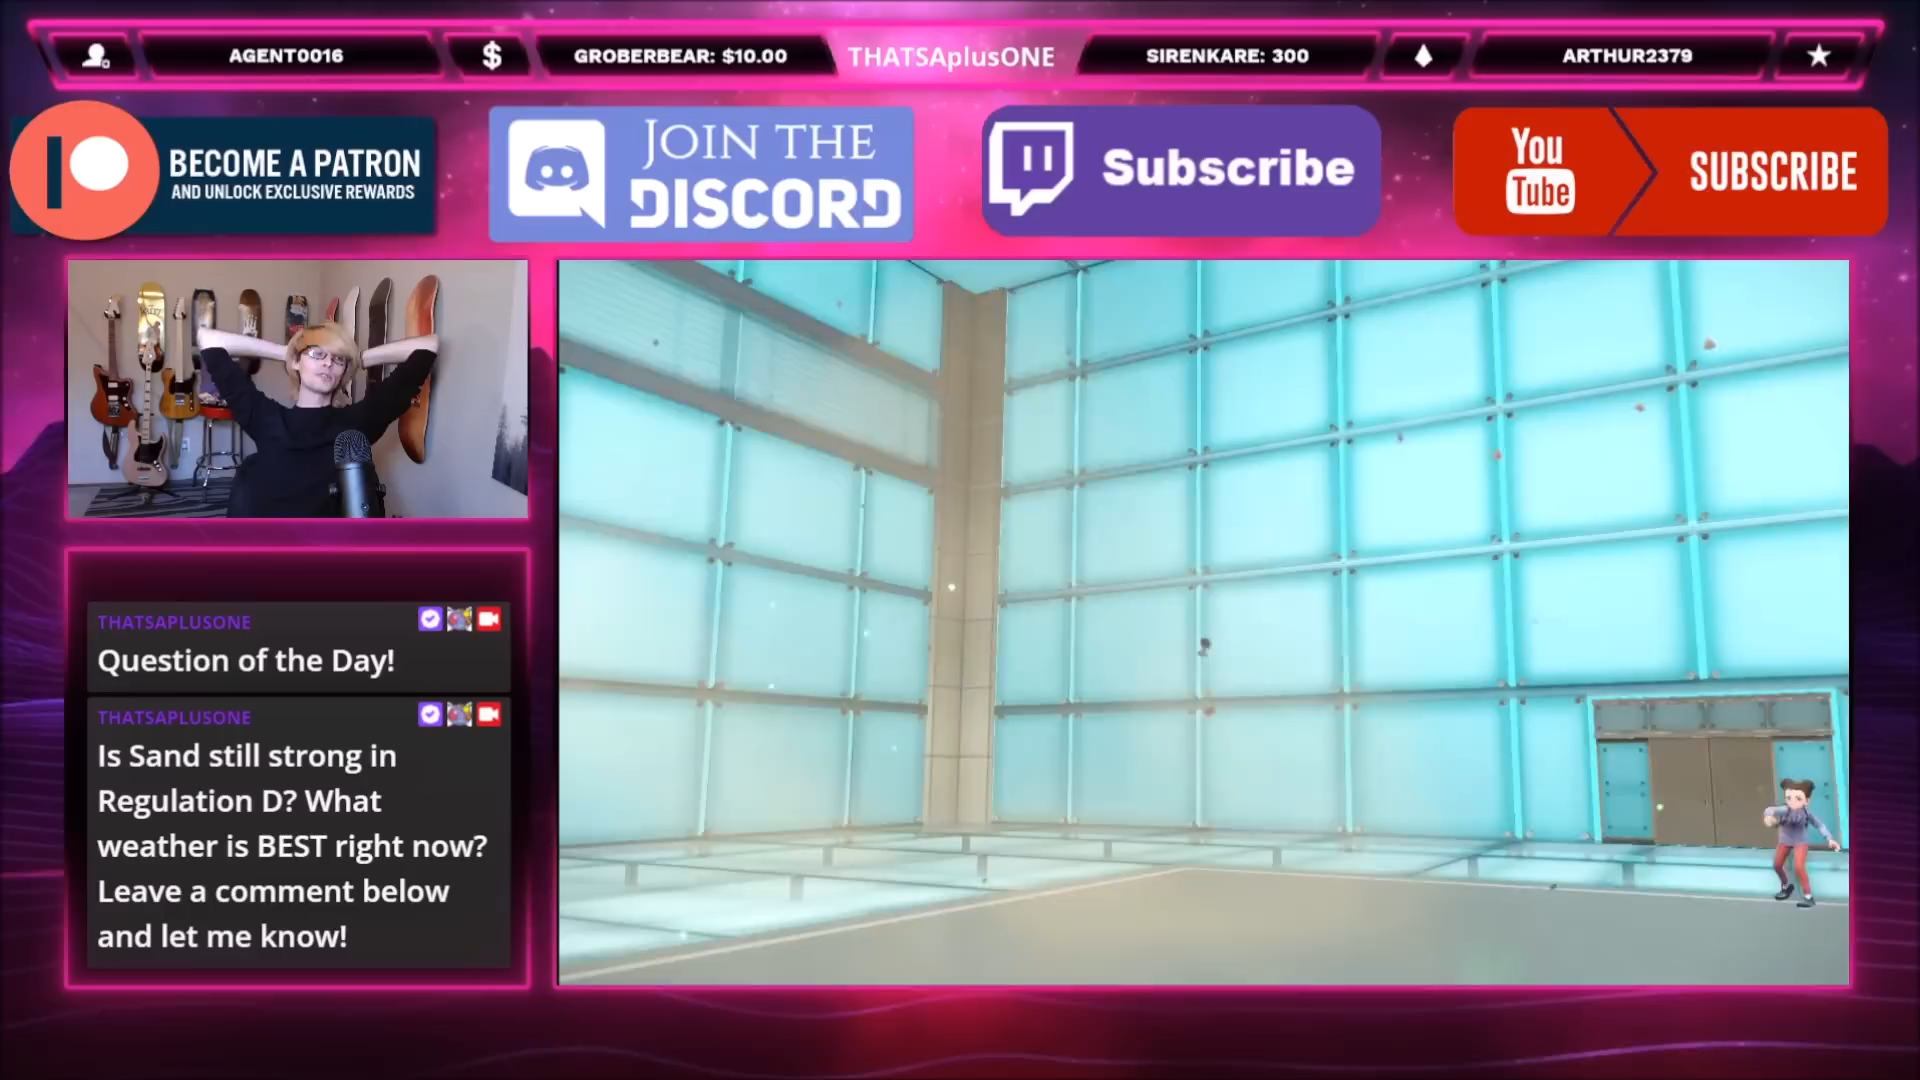 AGENT0016
$
GROBERBEAR: $10.00
THATSAplusONE
SIRENKARE: 300
ARTHUR2379
BECOME A PATRON
AND UNLOCK EXCLUSIVE REWARDS
JOIN THE
DISCORD
Subscribe
You
Tube
SUBSCRIBE
THATSAPLUSONE
Question of the Day!
THATSAPLUSONE
Is Sand still strong in
Regulation D? What
weather is BEST right now?
Leave a comment below
and let me know!